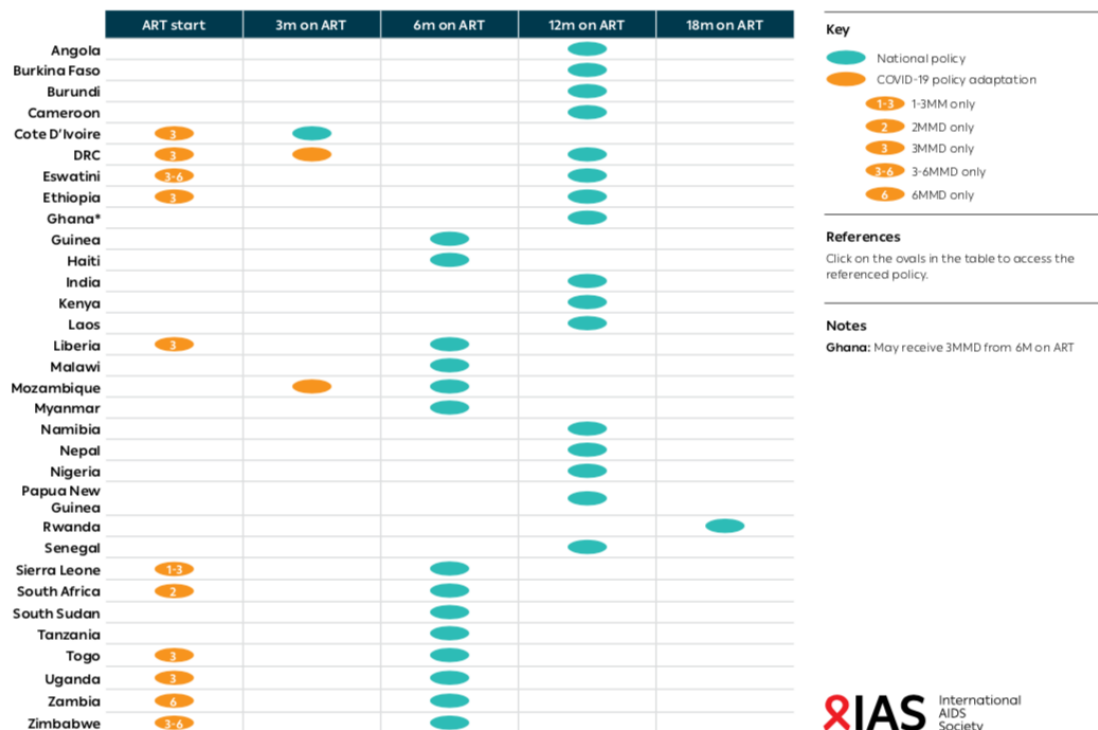 ART start 3m on ART 6m on ART 12m on ART 18m on ART
Angola
Burkina Faso
Burundi
Cameroon
Cote D'Ivoire 3
DRC 3
Eswatini 3-6
Ethiopia 3
Ghana*
Guinea
Haiti
India
Kenya
Laos
Liberia 3
Malawi
Mozambique
Myanmar
Namibia
Nepal
Nigeria
Papua New
Guinea
Rwanda
Senegal
Sierra Leone 1-3
South Africa 2
South Sudan
Tanzania
Togo 3
Uganda 3
Zambia 6
Zimbabwe 3-6
Key
National policy
COVID-19 policy adaptation
1-3 1-3MM only
2 2MMD only
3 3MMD only
3-6 3-6MMD only
6 6MMD only
References
Click on the ovals in the table to access the
referenced policy.
Notes
Ghana: May receive 3MMD from 6M on ART
IAS
International
AIDS
Society